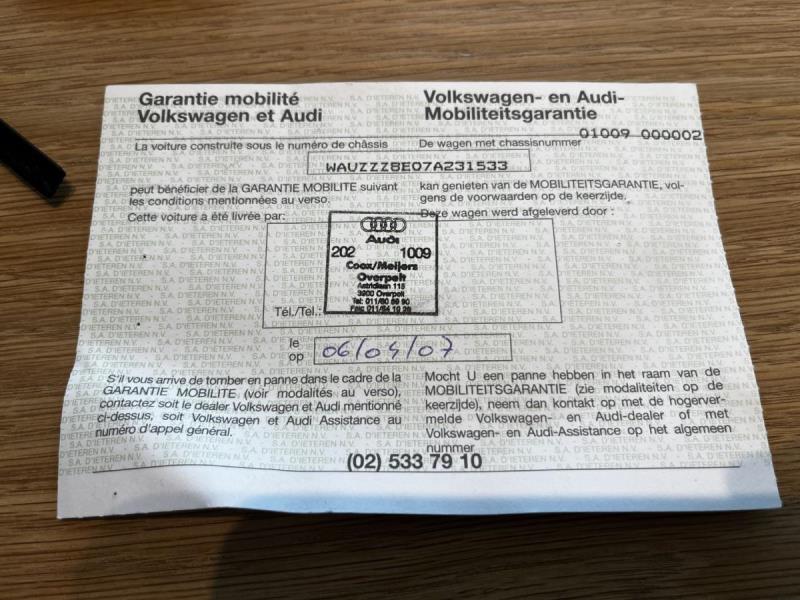 Garantie mobilité
Volkswagen et Audi
Volkswagen- en Audi-
Mobiliteitsgarantie
01009 000002
La voiture construite sous le numéro de châssis
De wagen met chassisnummer
WAUZZZBE07A231533
peut bénéficier de la GARANTIE MOBILITE suivant
les conditions mentionnées au verso.
kan genieten van de MOBILITEITSGARANTIE, vol-
gens de voorwaarden op de keerzijde.
Cette voiture a été livrée par:
Deze wagen werd afgeleverd door :
Audi
202 1009
Coox/Meijers
Overpelt
Astridlaan 115
3900 Overpelt
Tél./Tel.:
le
op
06/04/07
S'il vous arrive de tomber en panne dans le cadre de la
GARANTIE MOBILITE (voir modalités au verso),
contactez soit le dealer Volkswagen et Audi mentionné
ci-dessus, soit Volkswagen et Audi Assistance au
numéro d'appel général.
Mocht U een panne hebben in het raam van de
MOBILITEITSGARANTIE (zie modaliteiten op de
keerzijde), neem dan kontakt op met de hogerver-
melde Volkswagen- en Audi-dealer of met
Volkswagen- en Audi-Assistance op het algemeen
nummer
(02) 533 79 10
S.A. D'IETEREN N.V.